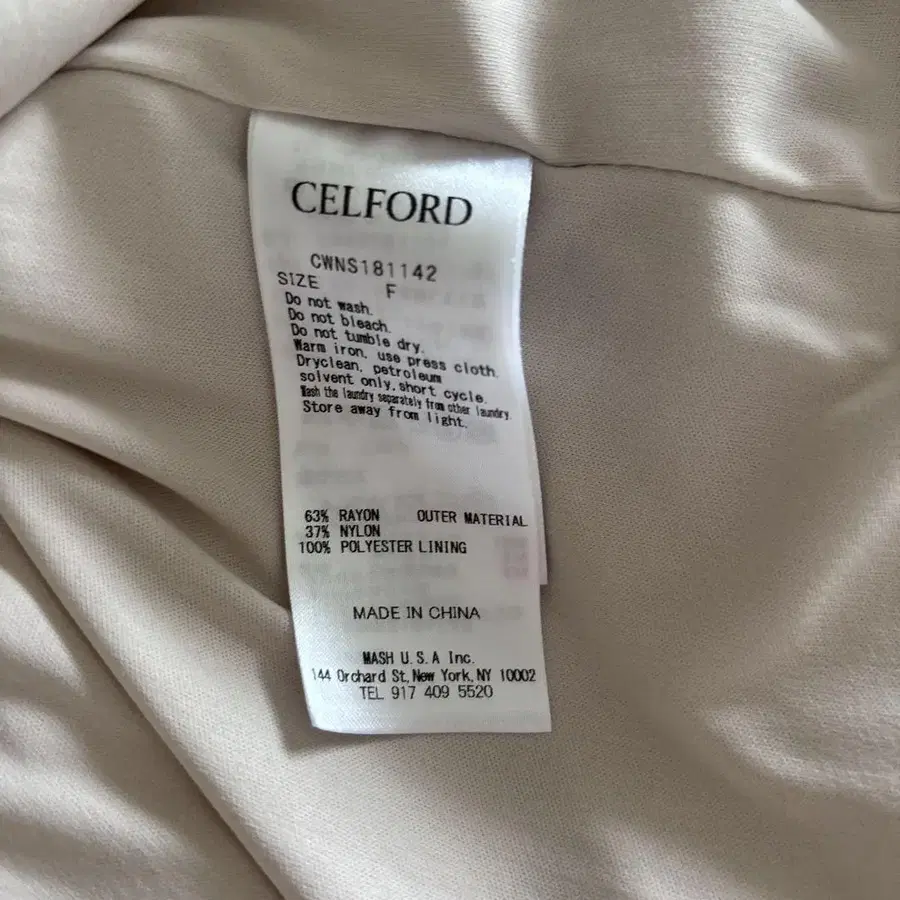 CELFORD
CWNS181142
SIZE F
Do not wash.
Do not bleach.
Do not tumble dry.
Warm iron, use press cloth.
Dryclean, petroleum
solvent only, short cycle.
Wash the laundry separately from other laundry.
Store away from light.
63% RAYON OUTER MATERIAL
37% NYLON
100% POLYESTER LINING
MADE IN CHINA
MASH U.S.A Inc.
144 Orchard St, New York, NY 10002
TEL 917 409 5520